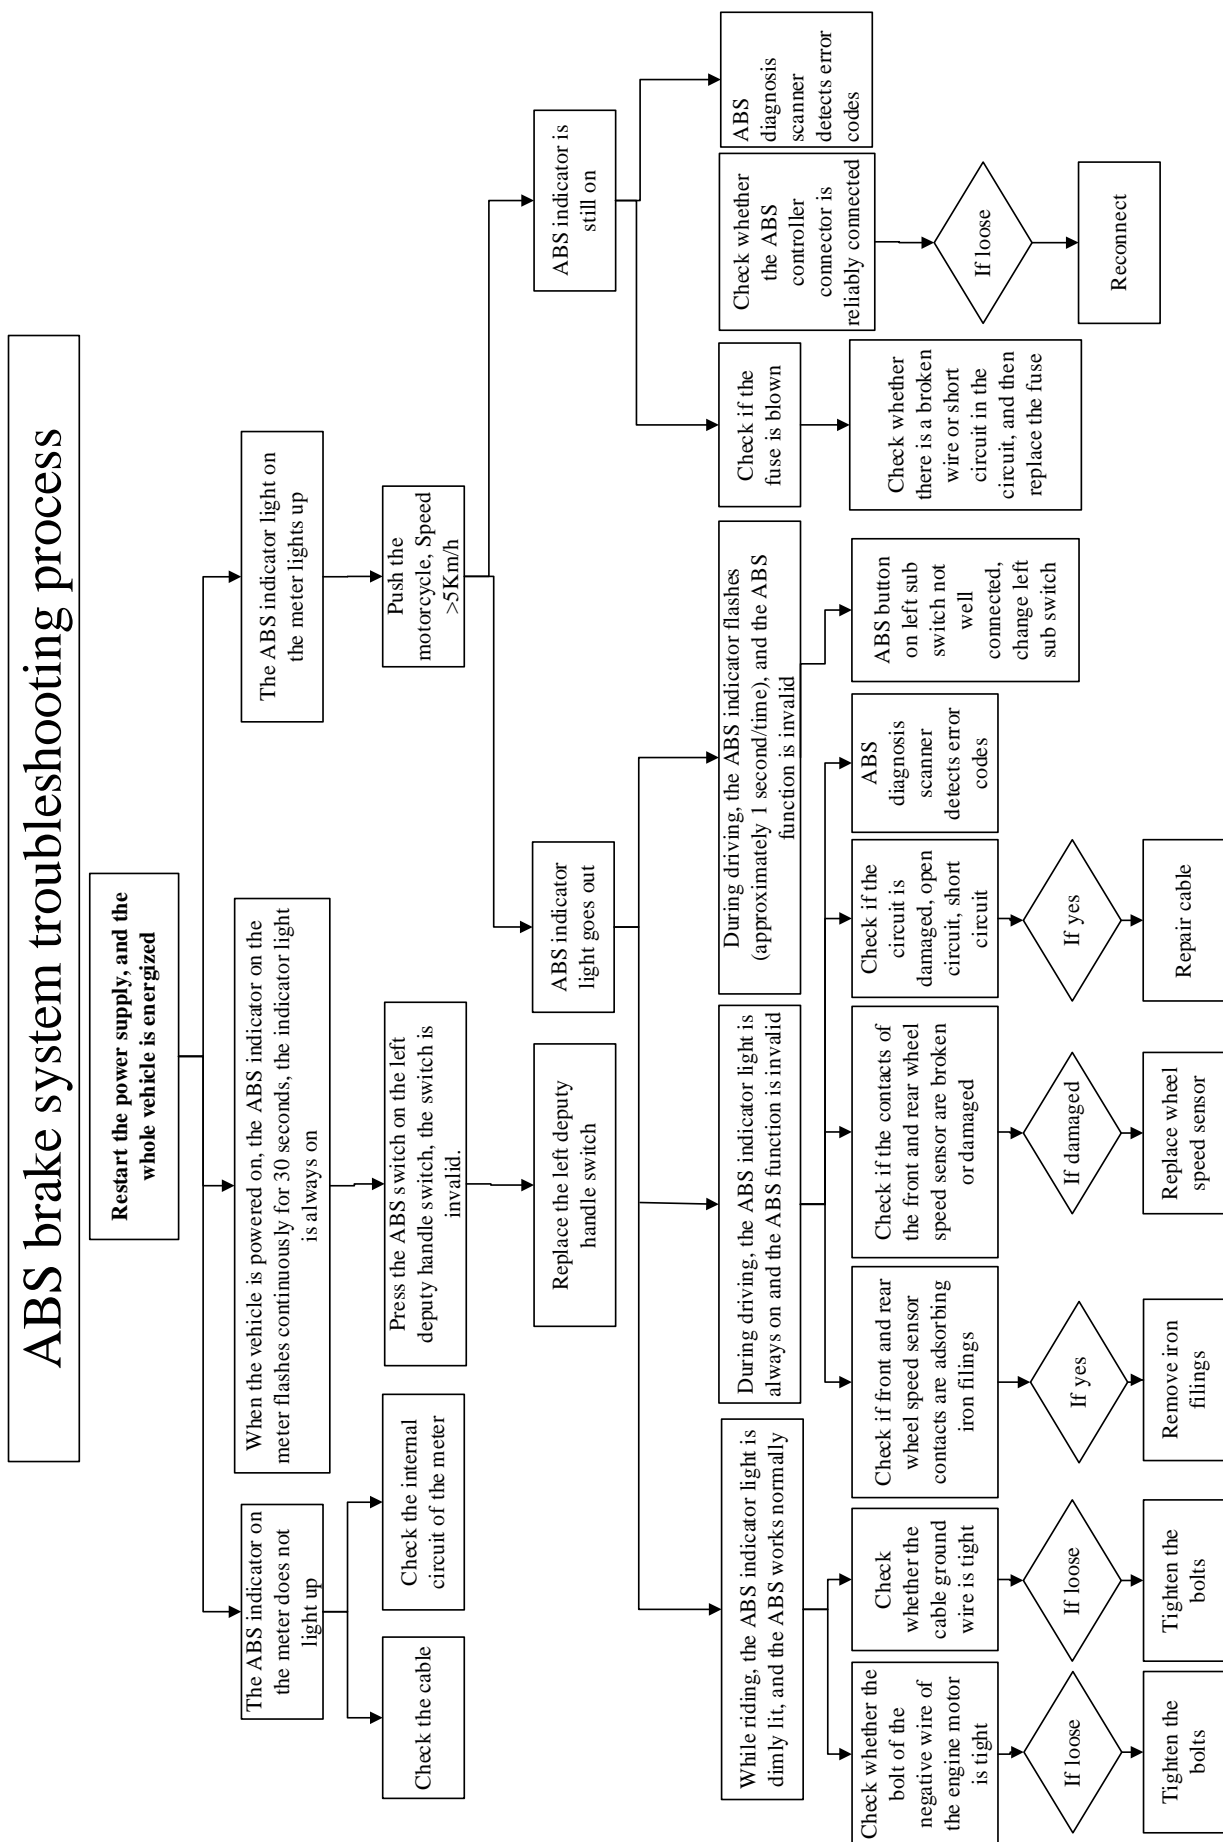 ABS brake system troubleshooting process
Restart the power supply, and the
whole vehicle is energized
The ABS indicator on
the meter does not
light up
When the vehicle is powered on, the ABS indicator on the
meter flashes continuously for 30 seconds, the indicator light
is always on
The ABS indicator light on
the meter lights up
Check the cable
Check the internal
circuit of the meter
Press the ABS switch on the left
deputy handle switch, the switch is
invalid.
Push the
motorcycle, Speed
>5Km/h
Replace the left deputy
handle switch
ABS indicator
light goes out
ABS indicator is
still on
While riding, the ABS indicator light is
dimly lit, and the ABS works normally
During driving, the ABS indicator light is
always on and the ABS function is invalid
During driving, the ABS indicator flashes
(approximately 1 second/time), and the ABS
function is invalid
Check if the
fuse is blown
Check whether
the ABS
controller
connector is
reliably connected
ABS
diagnosis
scanner
detects error
codes
Check whether the
bolt of the
negative wire of
the engine motor
is tight
Check
whether the
cable ground
wire is tight
Check if front and rear
wheel speed sensor
contacts are adsorbing
iron filings
Check if the contacts of
the front and rear wheel
speed sensor are broken
or damaged
Check if the
circuit is
damaged, open
circuit, short
circuit
ABS
diagnosis
scanner
detects error
codes
ABS button
on left sub
switch not
well
connected,
change left
sub switch
Check whether
there is a broken
wire or short
circuit in the
circuit, and then
replace the fuse
If loose
If loose
If loose
If yes
If damaged
If yes
Reconnect
Tighten the
bolts
Tighten the
bolts
Remove iron
filings
Replace wheel
speed sensor
Repair cable